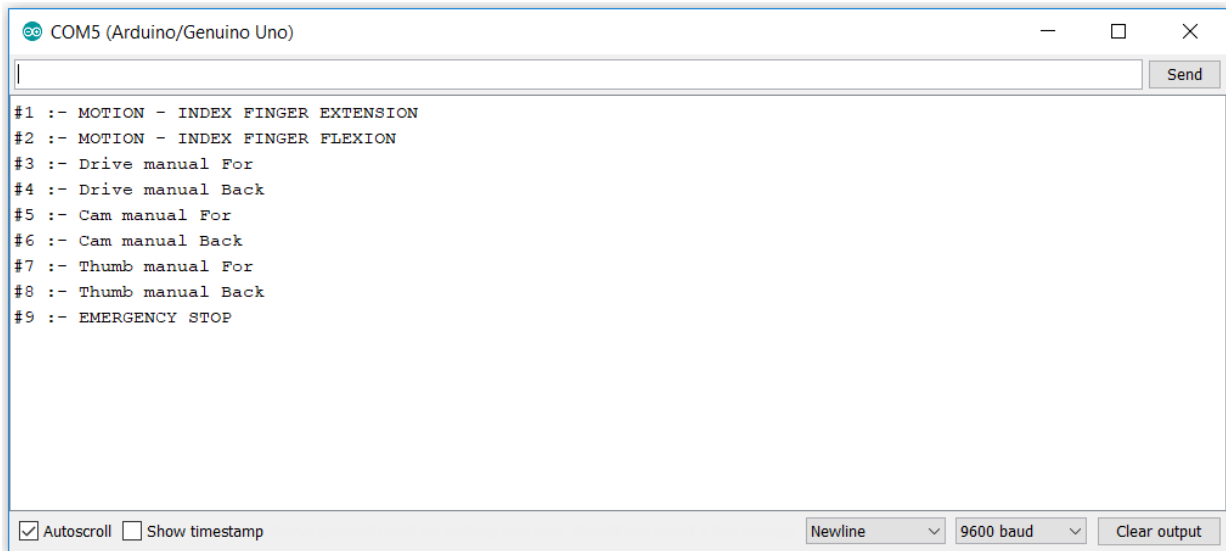 COM5 (Arduino/Genuino Uno)
Send
#1 :- MOTION - INDEX FINGER EXTENSION
#2 :- MOTION - INDEX FINGER FLEXION
#3 :- Drive manual For
#4 :- Drive manual Back
#5 :- Cam manual For
#6 :- Cam manual Back
#7 :- Thumb manual For
#8 :- Thumb manual Back
#9 :- EMERGENCY STOP
Autoscroll Show timestamp Newline 9600 baud Clear output